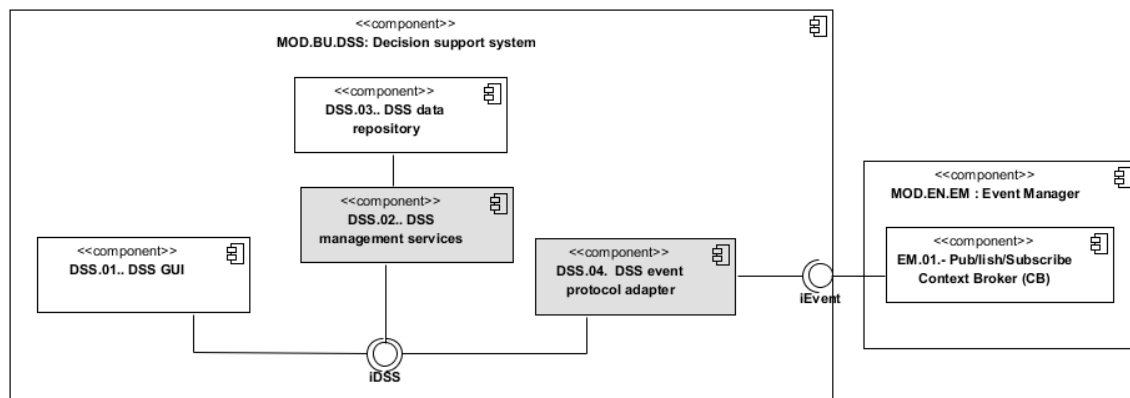 <<component>>
MOD.BU.DSS: Decision support system
<<component>>
DSS.03.. DSS data
repository
<<component>>
DSS.02.. DSS
management services
<<component>>
DSS.01.. DSS GUI
<<component>>
DSS.04.  DSS event
protocol adapter
iDSS
iEvent
<<component>>
MOD.EN.EM : Event Manager
<<component>>
EM.01.- Pub/lish/Subscribe
Context Broker (CB)